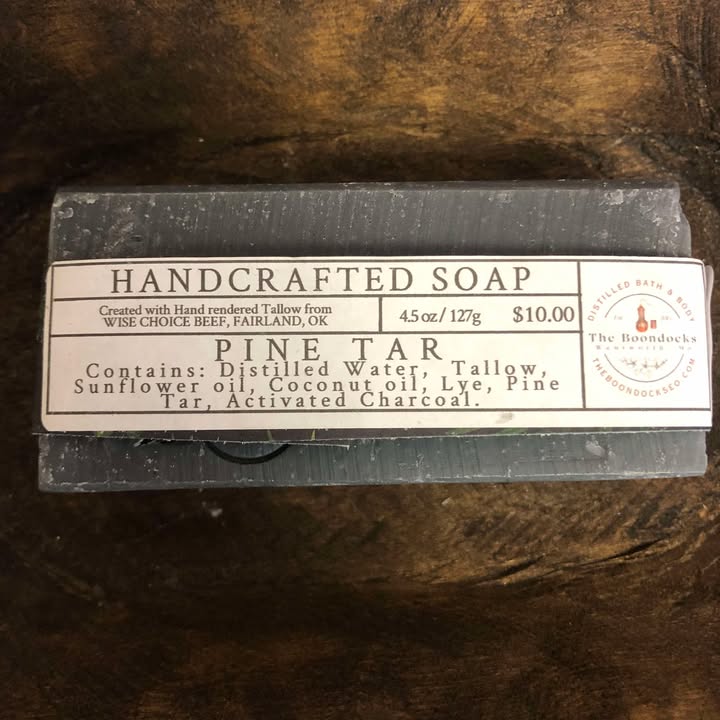 HANDCRAFTED SOAP
Created with Hand rendered Tallow from
WISE CHOICE BEEF, FAIRLAND, OK
4.5 oz / 127g
$10.00
PINE TAR
Contains: Distilled Water, Tallow,
Sunflower oil, Coconut oil, Lye, Pine
Tar, Activated Charcoal.
DISTILLED BATH & BODY
The Boondocks
THEBOONDOCKSEO.COM